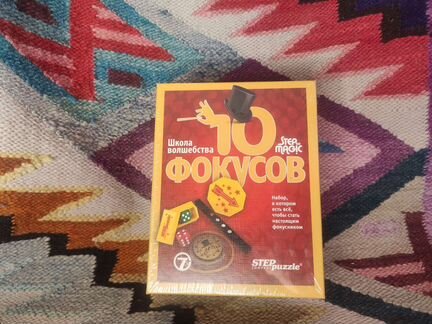 Школа
волшебства
10
STEP
MAGIC
ФОКУСОВ
Набор,
в котором
есть всё,
чтобы стать
настоящим
фокусником
7+
STEP
puzzle